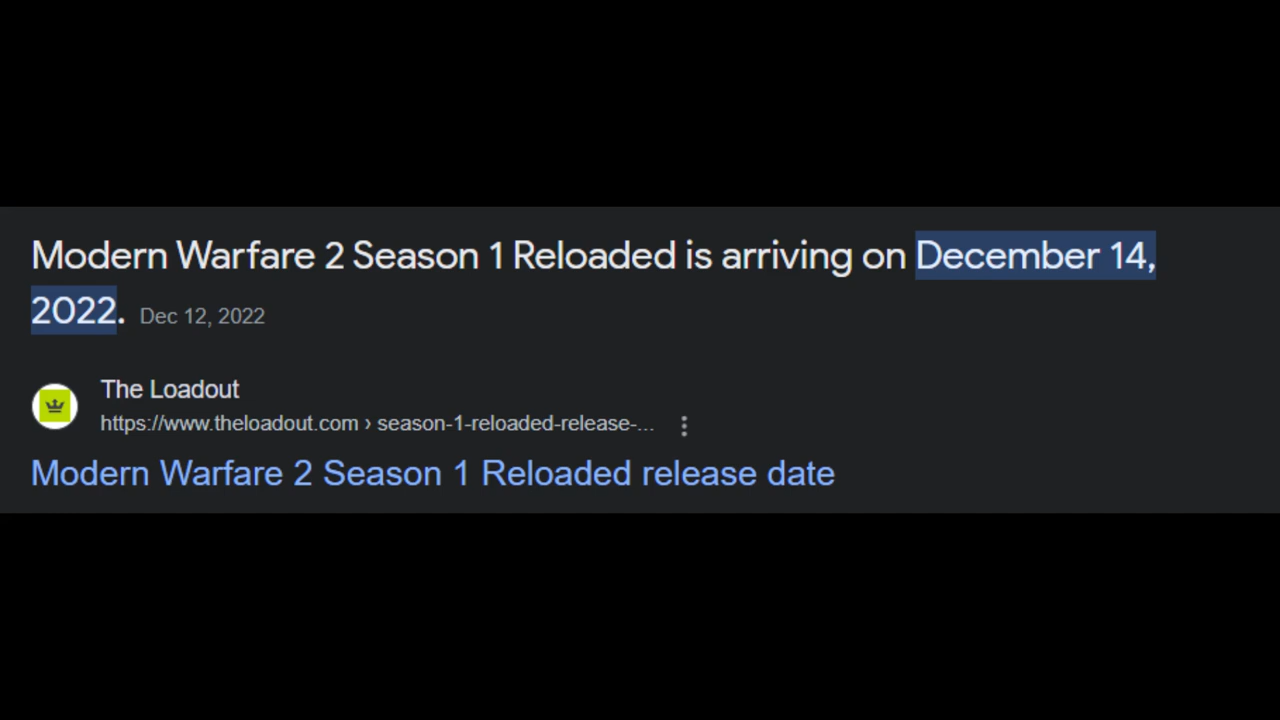 Modern Warfare 2 Season 1 Reloaded is arriving on December 14,
2022. Dec 12, 2022
The Loadout
https://www.theloadout.com › season-1-reloaded-release-...
Modern Warfare 2 Season 1 Reloaded release date